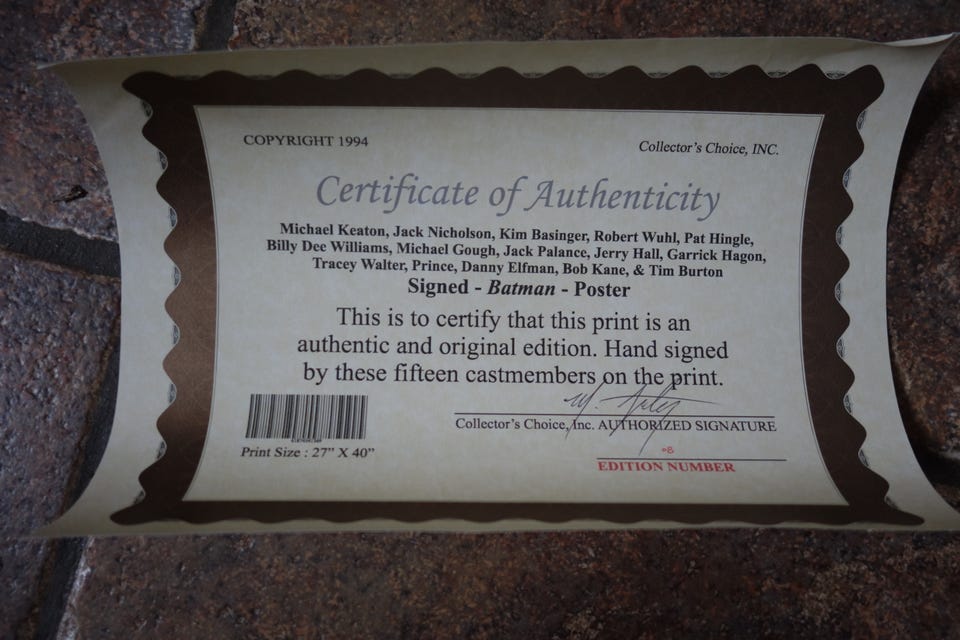 COPYRIGHT 1994
Collector's Choice, INC.
Certificate of Authenticity
Michael Keaton, Jack Nicholson, Kim Basinger, Robert Wuhl, Pat Hingle,
Billy Dee Williams, Michael Gough, Jack Palance, Jerry Hall, Garrick Hagon,
Tracey Walter, Prince, Danny Elfman, Bob Kane, & Tim Burton
Signed - Batman - Poster
This is to certify that this print is an
authentic and original edition. Hand signed
by these fifteen castmembers on the print.
Collector's Choice, Inc. AUTHORIZED SIGNATURE
Print Size : 27" X 40"
EDITION NUMBER